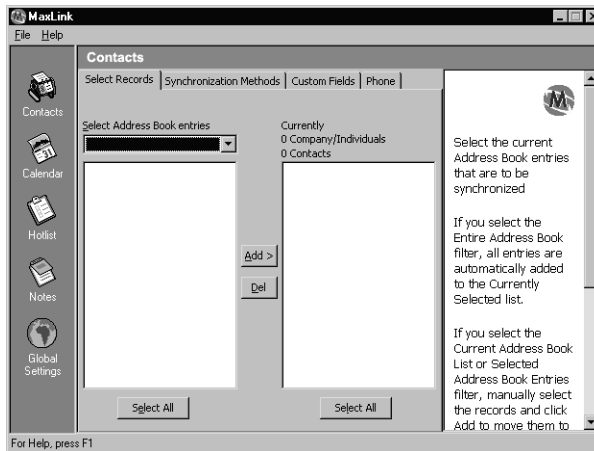 MaxLink
File Help
Contacts
Calendar
Hotlist
Notes
Global
Settings
Contacts
Select Records Synchronization Methods Custom Fields Phone
Select Address Book entries
Currently
0 Company/Individuals
0 Contacts
Add >
Del
Select All
Select All
M
Select the current
Address Book entries
that are to be
synchronized
If you select the
Entire Address Book
filter, all entries are
automatically added
to the Currently
Selected list.
If you select the
Current Address Book
List or Selected
Address Book Entries
filter, manually select
the records and click
Add to move them to
For Help, press F1